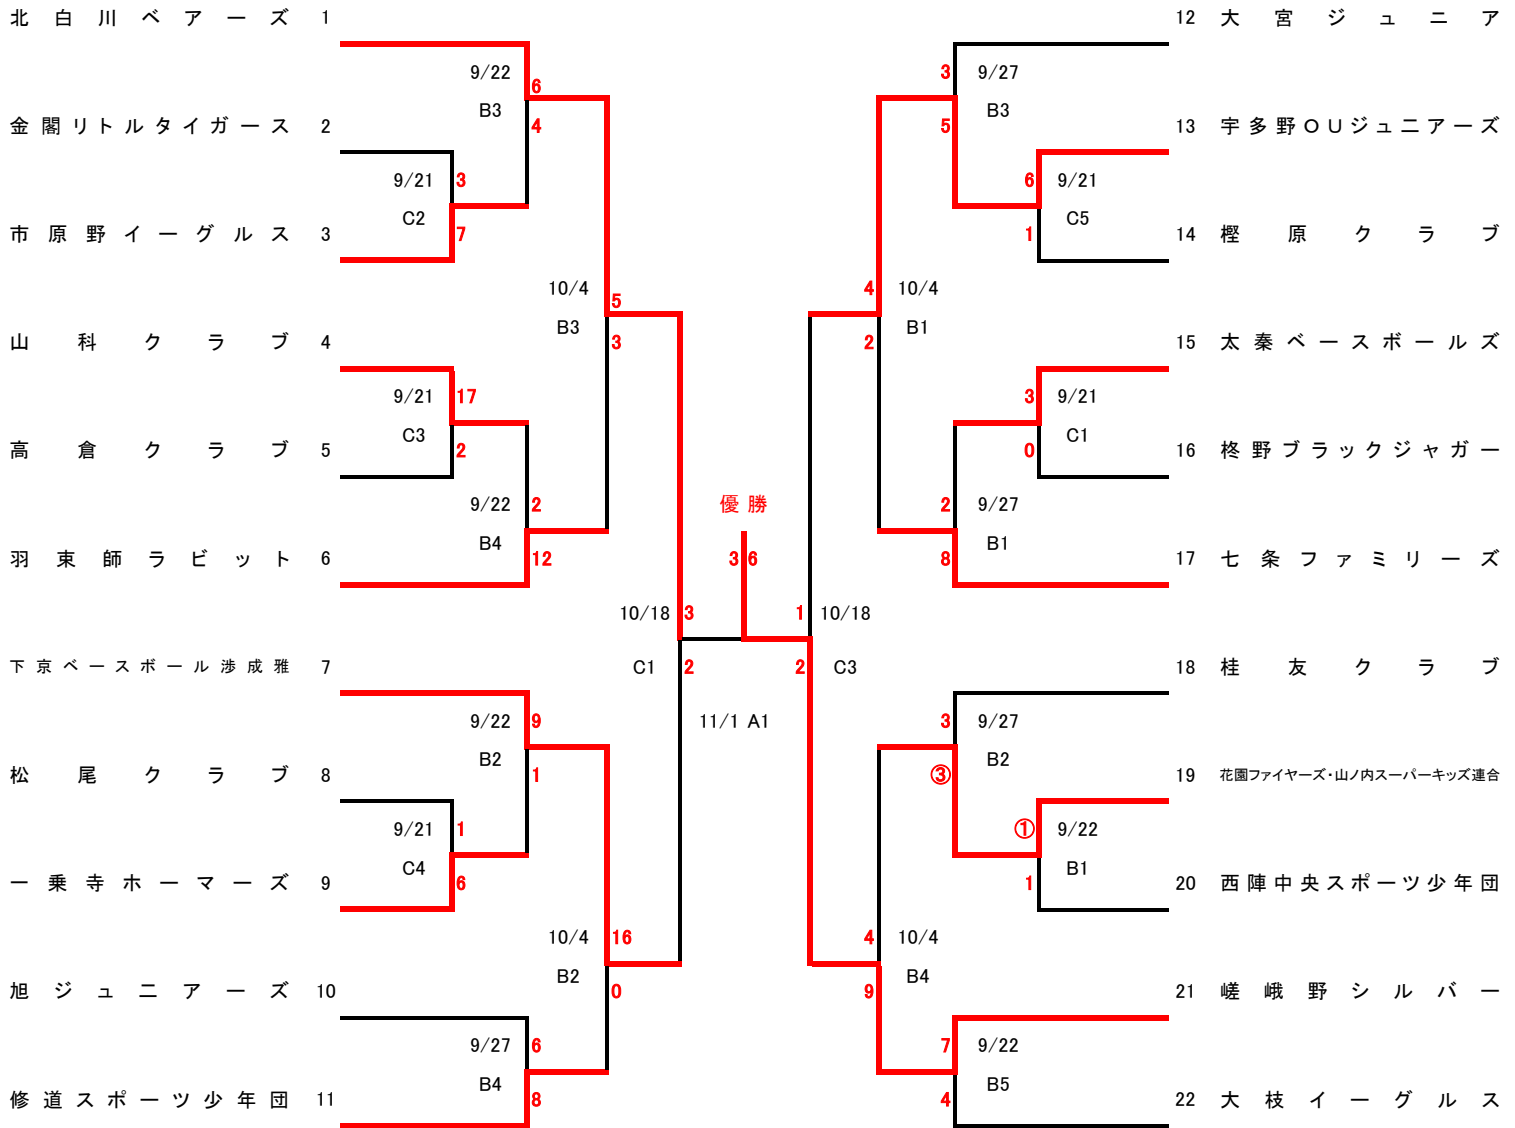 北白川ベアーズ 1
12 大宮ジュニア
9/22 6 3 9/27
B3 B3
金閣リトルタイガース 2 4 5 13 宇多野OUジュニアーズ
9/21 3 6 9/21
C2 C5
市原野イーグルス 3 7 1 14 樫原クラブ
10/4 5 4 10/4
B3 B1
山科クラブ 4 3 2 15 太秦ベースボールズ
9/21 17 3 9/21
C3 C1
高倉クラブ 5 2 0 16 柊野ブラックジャガー
9/22 2 優勝 2 9/27
B4 B1
羽束師ラビット 6 12 3 6 8 17 七条ファミリーズ
10/18 3 1 10/18
下京ベースボール渉成雅 7 C1 2 2 C3 18 桂友クラブ
9/22 9 11/1 A1 3 9/27
B2 B2
松尾クラブ 8 1 ③ 19 花園ファイヤーズ・山ノ内スーパーキッズ連合
9/21 1 ① 9/22
C4 B1
一乗寺ホーマーズ 9 6 1 20 西陣中央スポーツ少年団
10/4 16 4 10/4
B2 B4
旭ジュニアーズ 10 0 9 21 嵯峨野シルバー
9/27 6 7 9/22
B4 B5
修道スポーツ少年団 11 8 4 22 大枝イーグルス